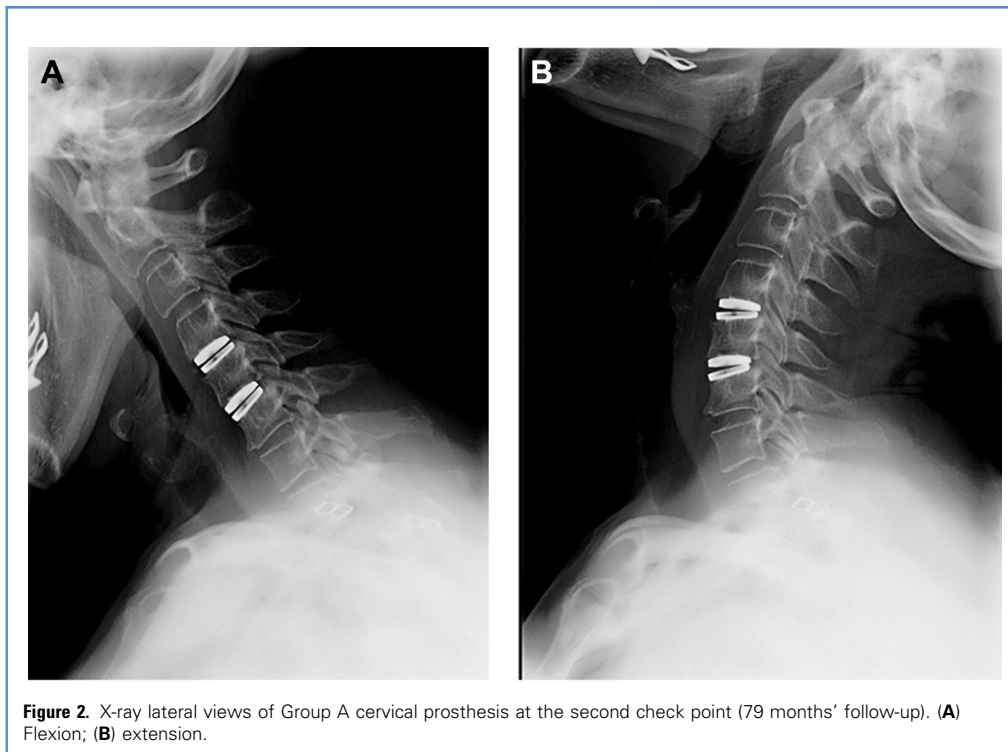 A
B
Figure 2. X-ray lateral views of Group A cervical prosthesis at the second check point (79 months’ follow-up). (A)
Flexion; (B) extension.